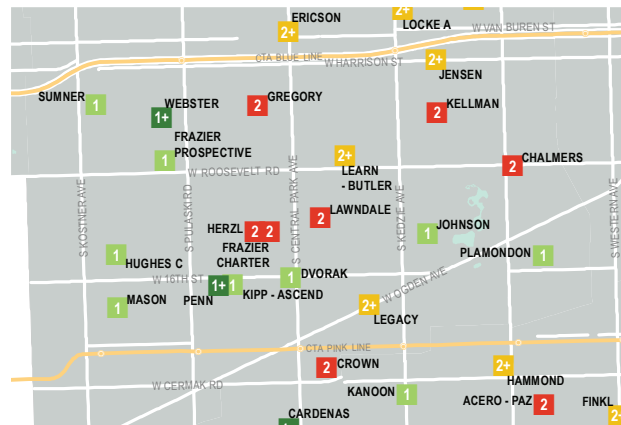 ERICSON
2+
2+
LOCKE A
W VAN BUREN ST
CTA BLUE LINE
W HARRISON ST
2+
JENSEN
SUMNER
1
WEBSTER
1+
2
GREGORY
2
KELLMAN
FRAZIER
PROSPECTIVE
1
W ROOSEVELT RD
2+
LEARN
- BUTLER
2
CHALMERS
S KOSTNER AVE
S PULASKI RD
S CENTRAL PARK AVE
S KEDZIE AVE
S WESTERN AVE
2
LAWNDALE
HERZL
2
2
FRAZIER
CHARTER
1
JOHNSON
PLAMONDON
1
1
HUGHES C
W 16TH ST
1
DVORAK
W OGDEN AVE
1
MASON
PENN
1+
1
KIPP - ASCEND
2+
LEGACY
CTA PINK LINE
2
CROWN
2+
HAMMOND
W CERMAK RD
KANOON
1
ACERO - PAZ
2
FINKL
2+
CARDENAS
1+